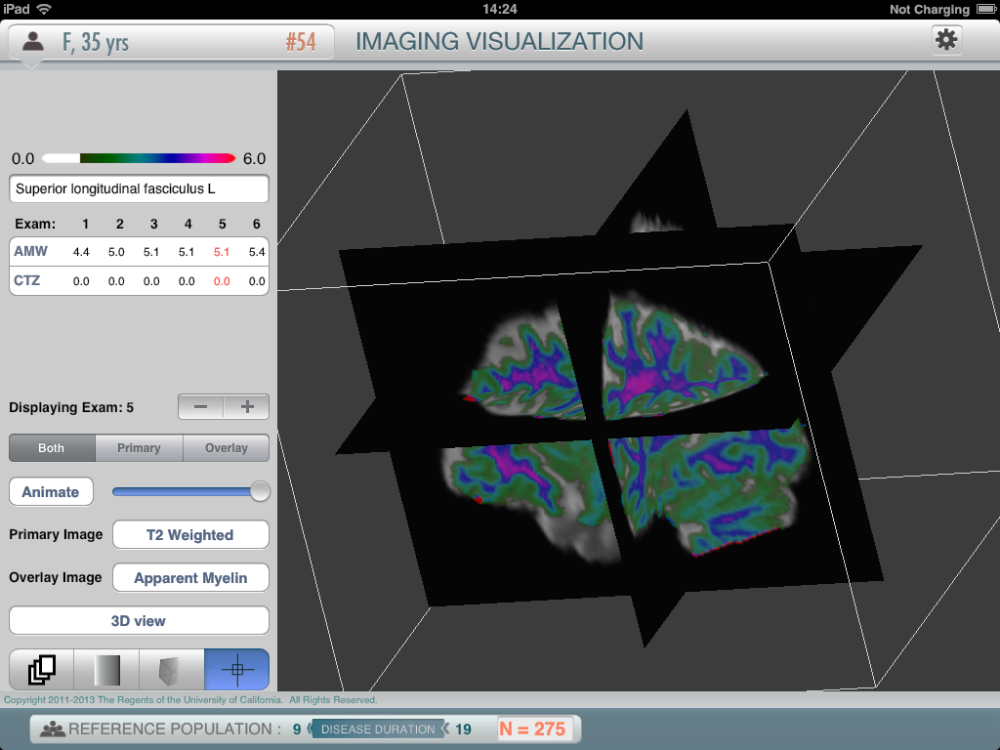 iPad 14:24 Not Charging
F, 35 yrs #54 IMAGING VISUALIZATION
0.0 6.0
Superior longitudinal fasciculus L
Exam: 1 2 3 4 5 6
AMW 4.4 5.0 5.1 5.1 5.1 5.4
CTZ 0.0 0.0 0.0 0.0 0.0 0.0
Displaying Exam: 5 − +
Both Primary Overlay
Animate
Primary Image T2 Weighted
Overlay Image Apparent Myelin
3D view
Copyright 2011-2013 The Regents of the University of California. All Rights Reserved.
REFERENCE POPULATION : 9 DISEASE DURATION 19 N = 275